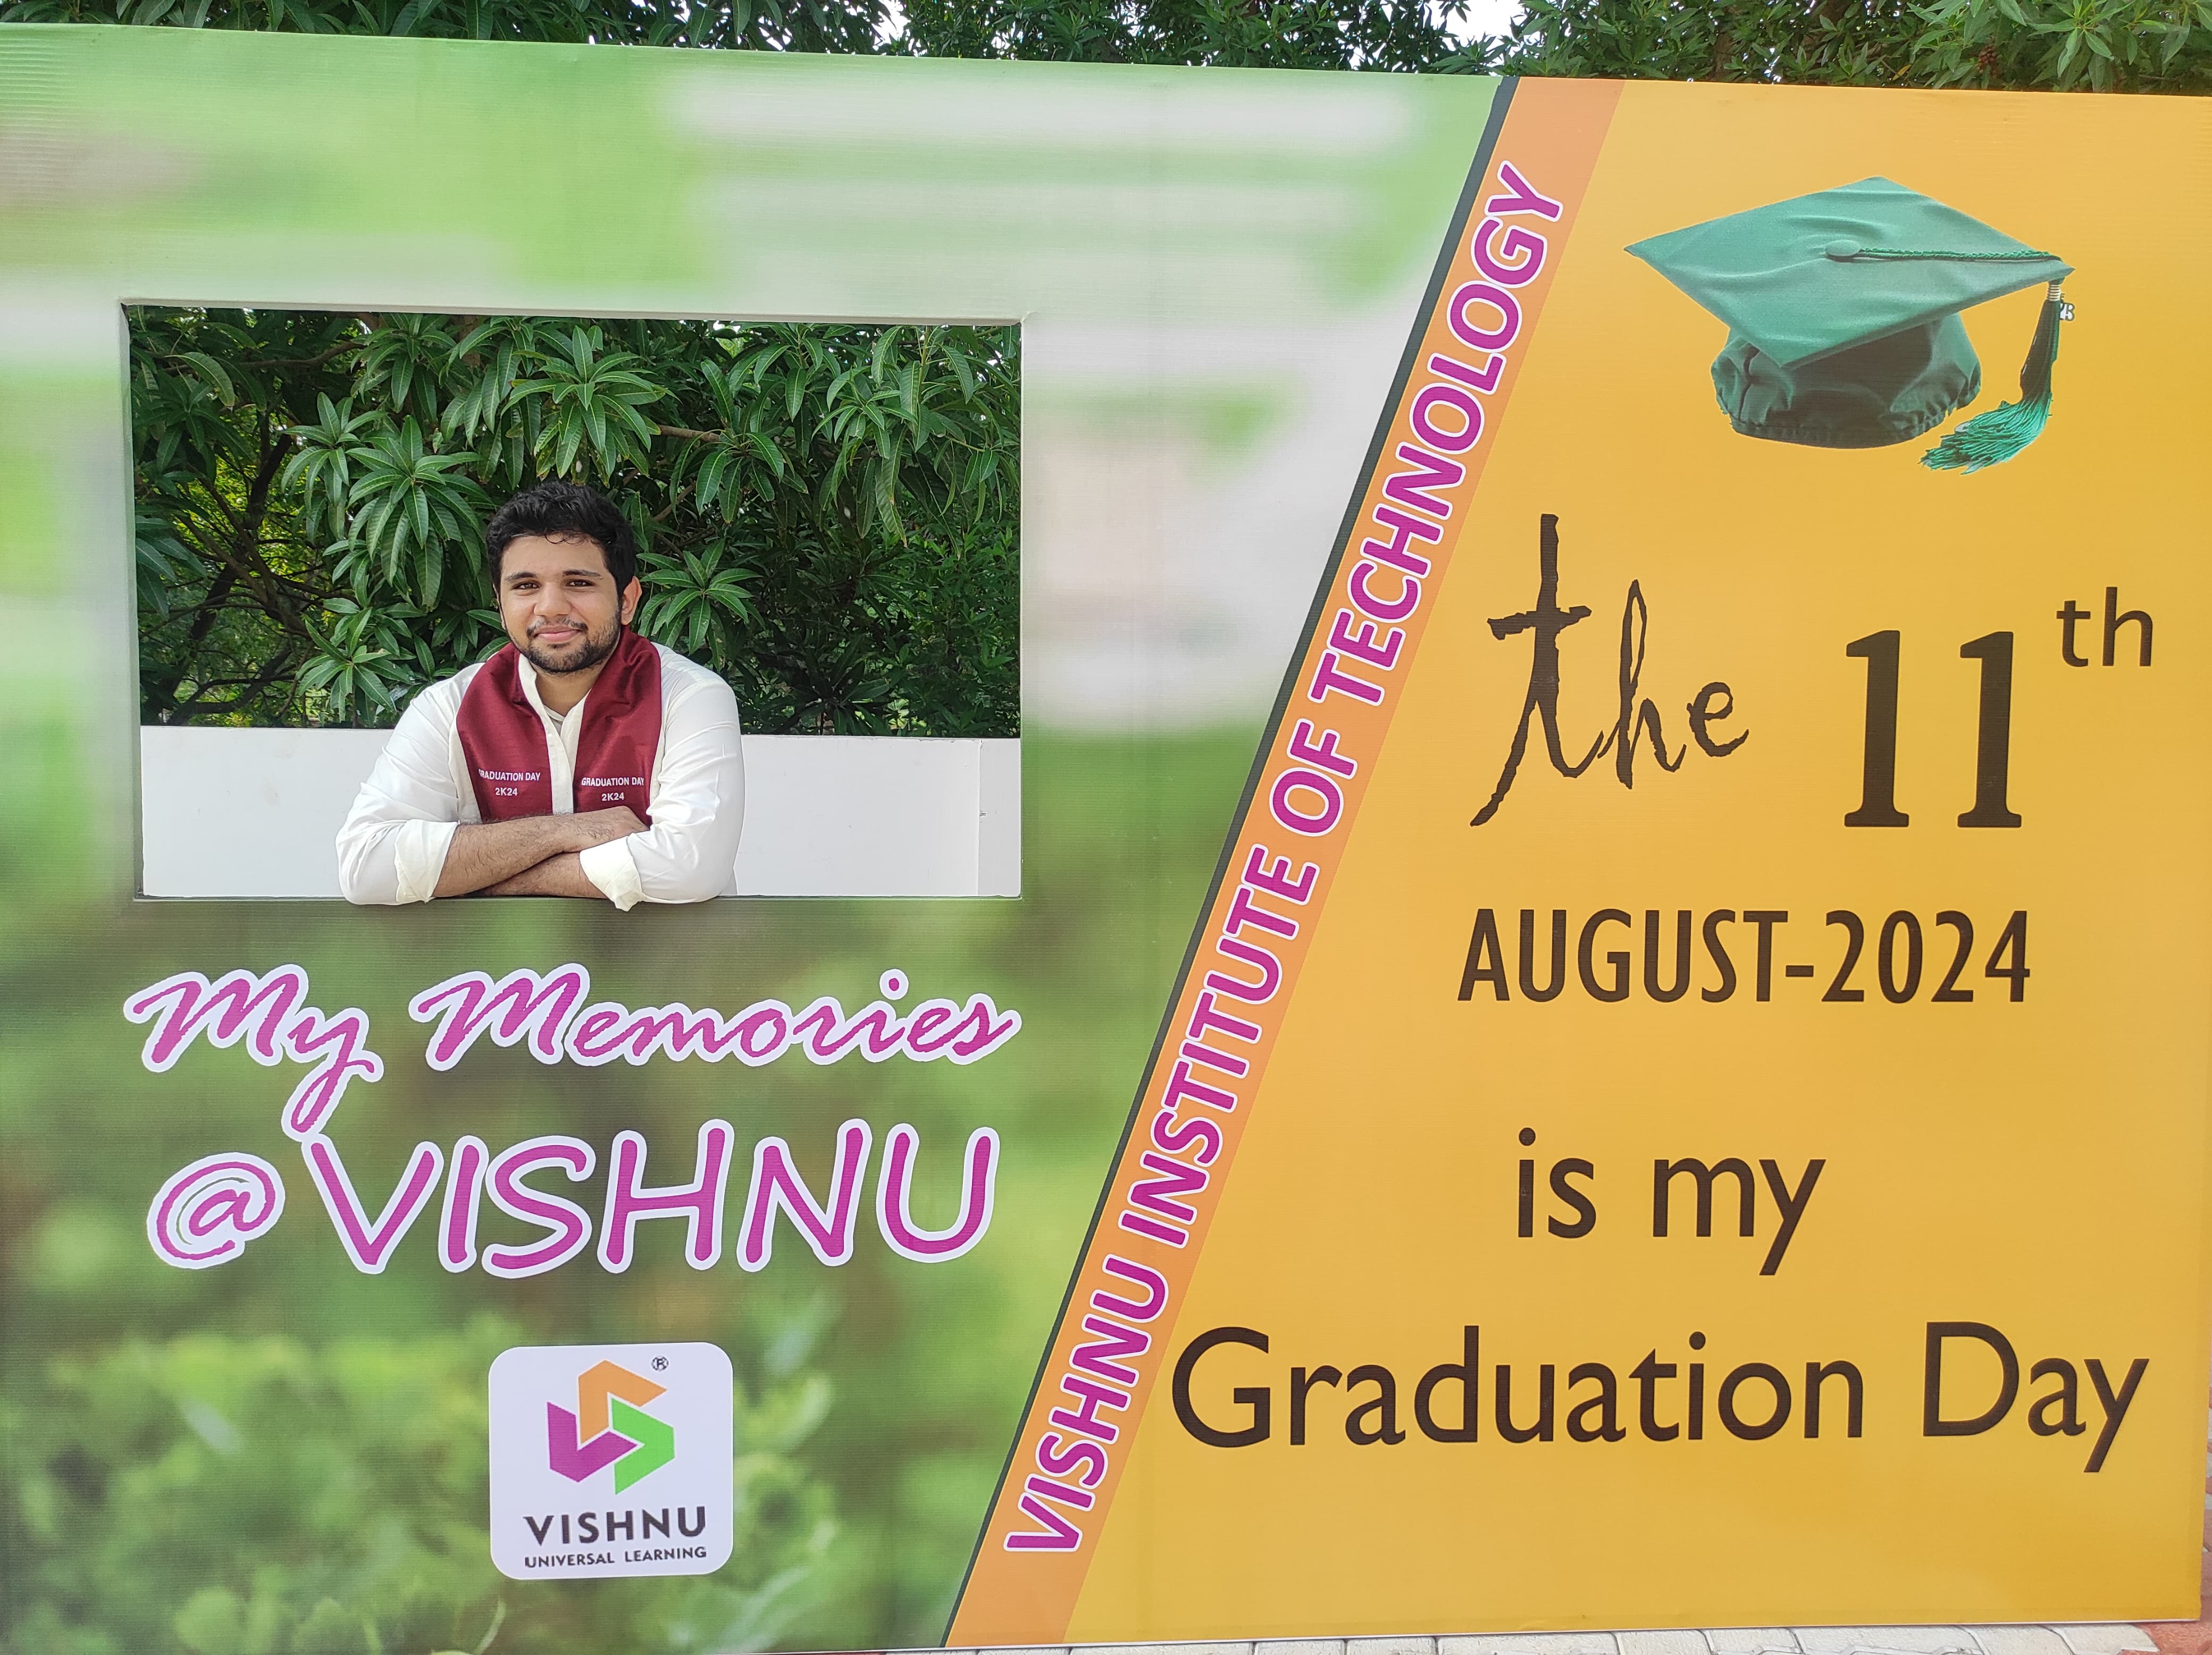 GRADUATION DAY
2K24
GRADUATION DAY
2K24
My Memories
@VISHNU
®
VISHNU
UNIVERSAL LEARNING
VISHNU INSTITUTE OF TECHNOLOGY
the 11th
AUGUST-2024
is my
Graduation Day